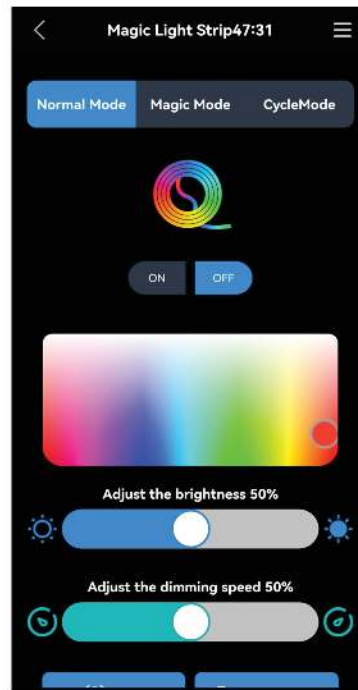 Magic Light Strip47:31
Normal Mode Magic Mode CycleMode
ON OFF
Adjust the brightness 50%
Adjust the dimming speed 50%